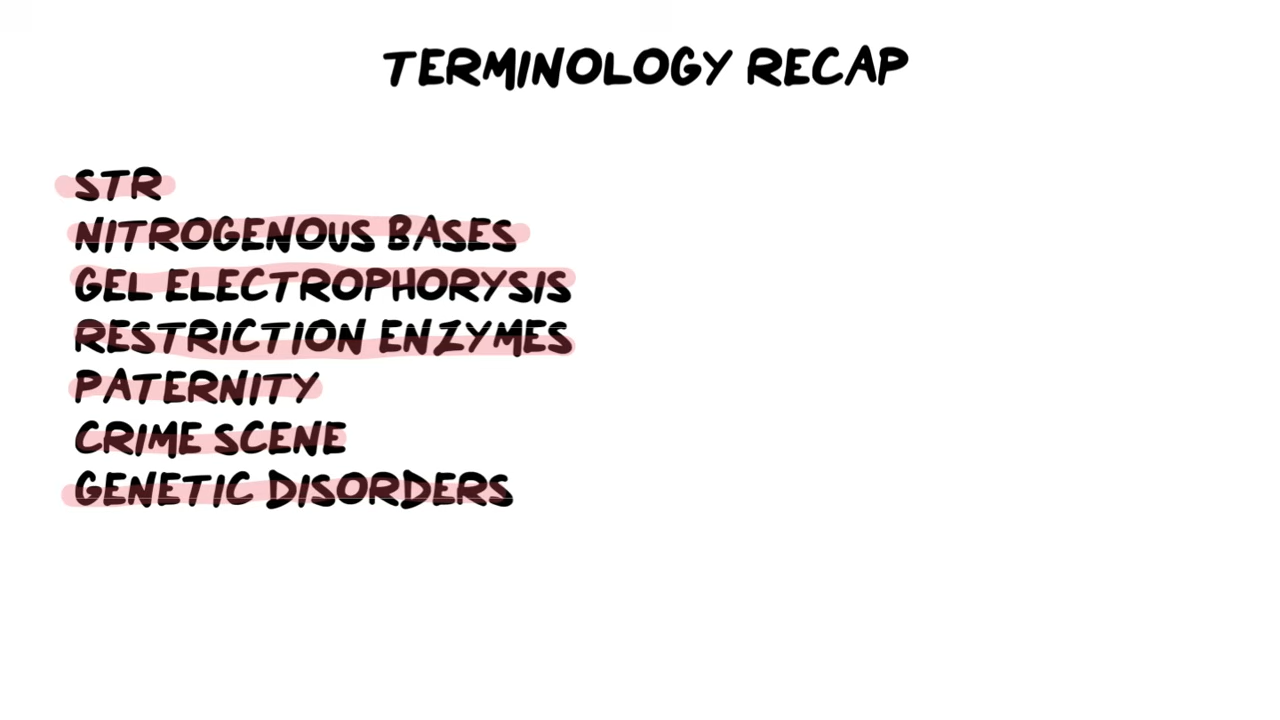 TERMINOLOGY RECAP
STR
NITROGENOUS BASES
GEL ELECTROPHORYSIS
RESTRICTION ENZYMES
PATERNITY
CRIME SCENE
GENETIC DISORDERS